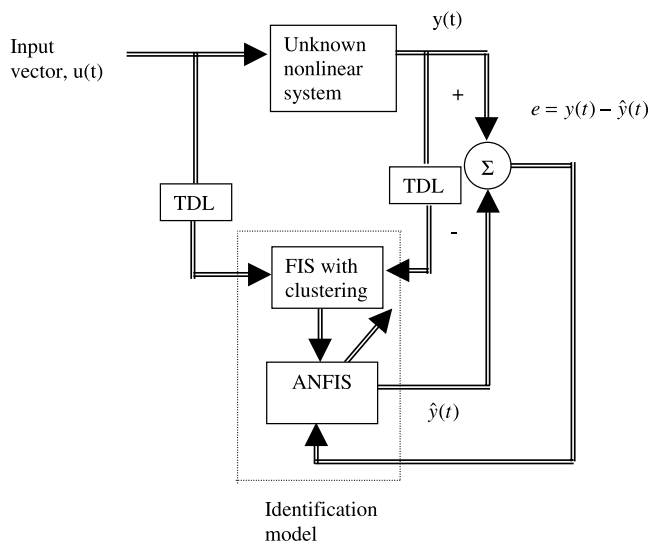 y(t)
Input
vector, u(t)
Unknown
nonlinear
system
+
e = y(t) − ŷ(t)
Σ
TDL
TDL
-
FIS with
clustering
ANFIS
ŷ(t)
Identification
model